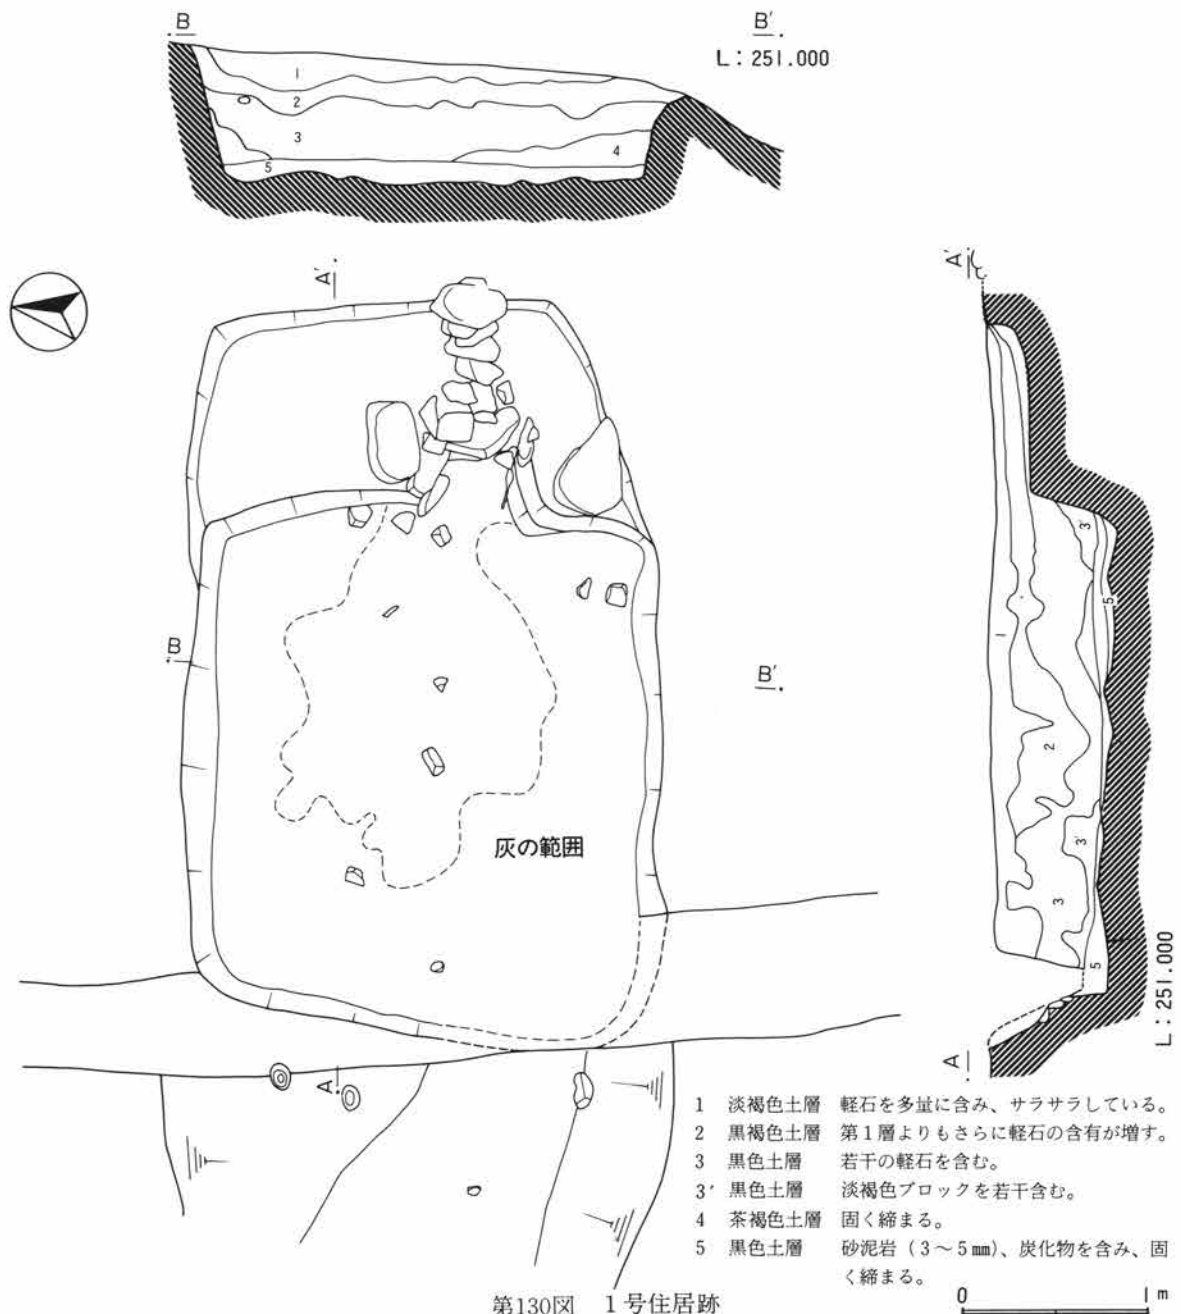 B B′
L：251.000
1
2
3
4
5
A′
A′
3′
5
1
B
B′
2
灰の範囲
3′
3
5
L：251.000
A
A
1 淡褐色土層 軽石を多量に含み、サラサラしている。
2 黒褐色土層 第1層よりもさらに軽石の含有が増す。
3 黒色土層 若干の軽石を含む。
3′ 黒色土層 淡褐色ブロックを若干含む。
4 茶褐色土層 固く締まる。
5 黒色土層 砂泥岩（3～5㎜）、炭化物を含み、固
く締まる。
0 1m
第130図 1号住居跡